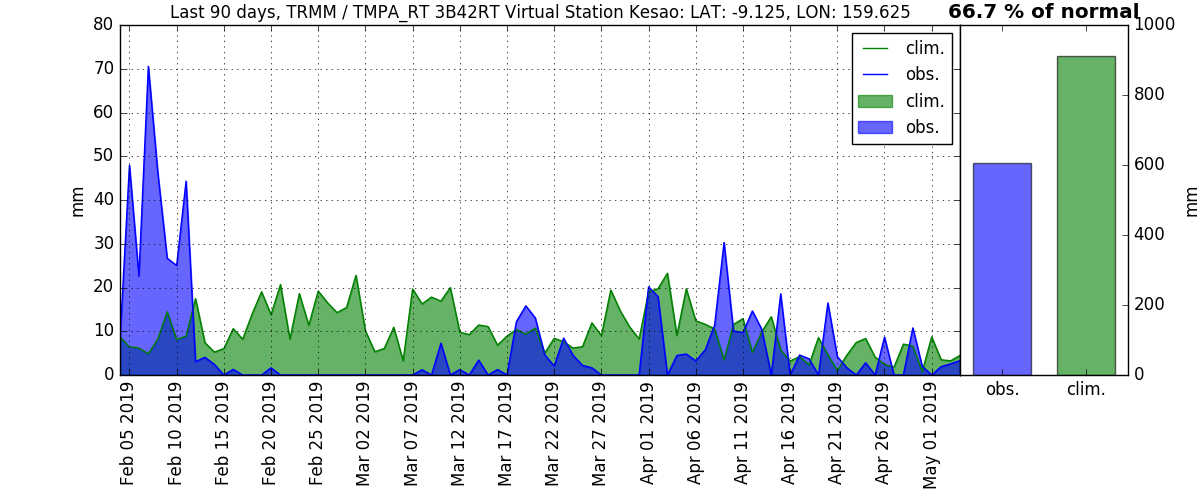 Last 90 days, TRMM / TMPA_RT 3B42RT Virtual Station Kesao: LAT: -9.125, LON: 159.625
66.7 % of normal
80
70
60
50
40
30
20
10
0
mm
clim.
obs.
clim.
obs.
Feb 05 2019
Feb 10 2019
Feb 15 2019
Feb 20 2019
Feb 25 2019
Mar 02 2019
Mar 07 2019
Mar 12 2019
Mar 17 2019
Mar 22 2019
Mar 27 2019
Apr 01 2019
Apr 06 2019
Apr 11 2019
Apr 16 2019
Apr 21 2019
Apr 26 2019
May 01 2019
1000
800
600
400
200
0
mm
obs.
clim.